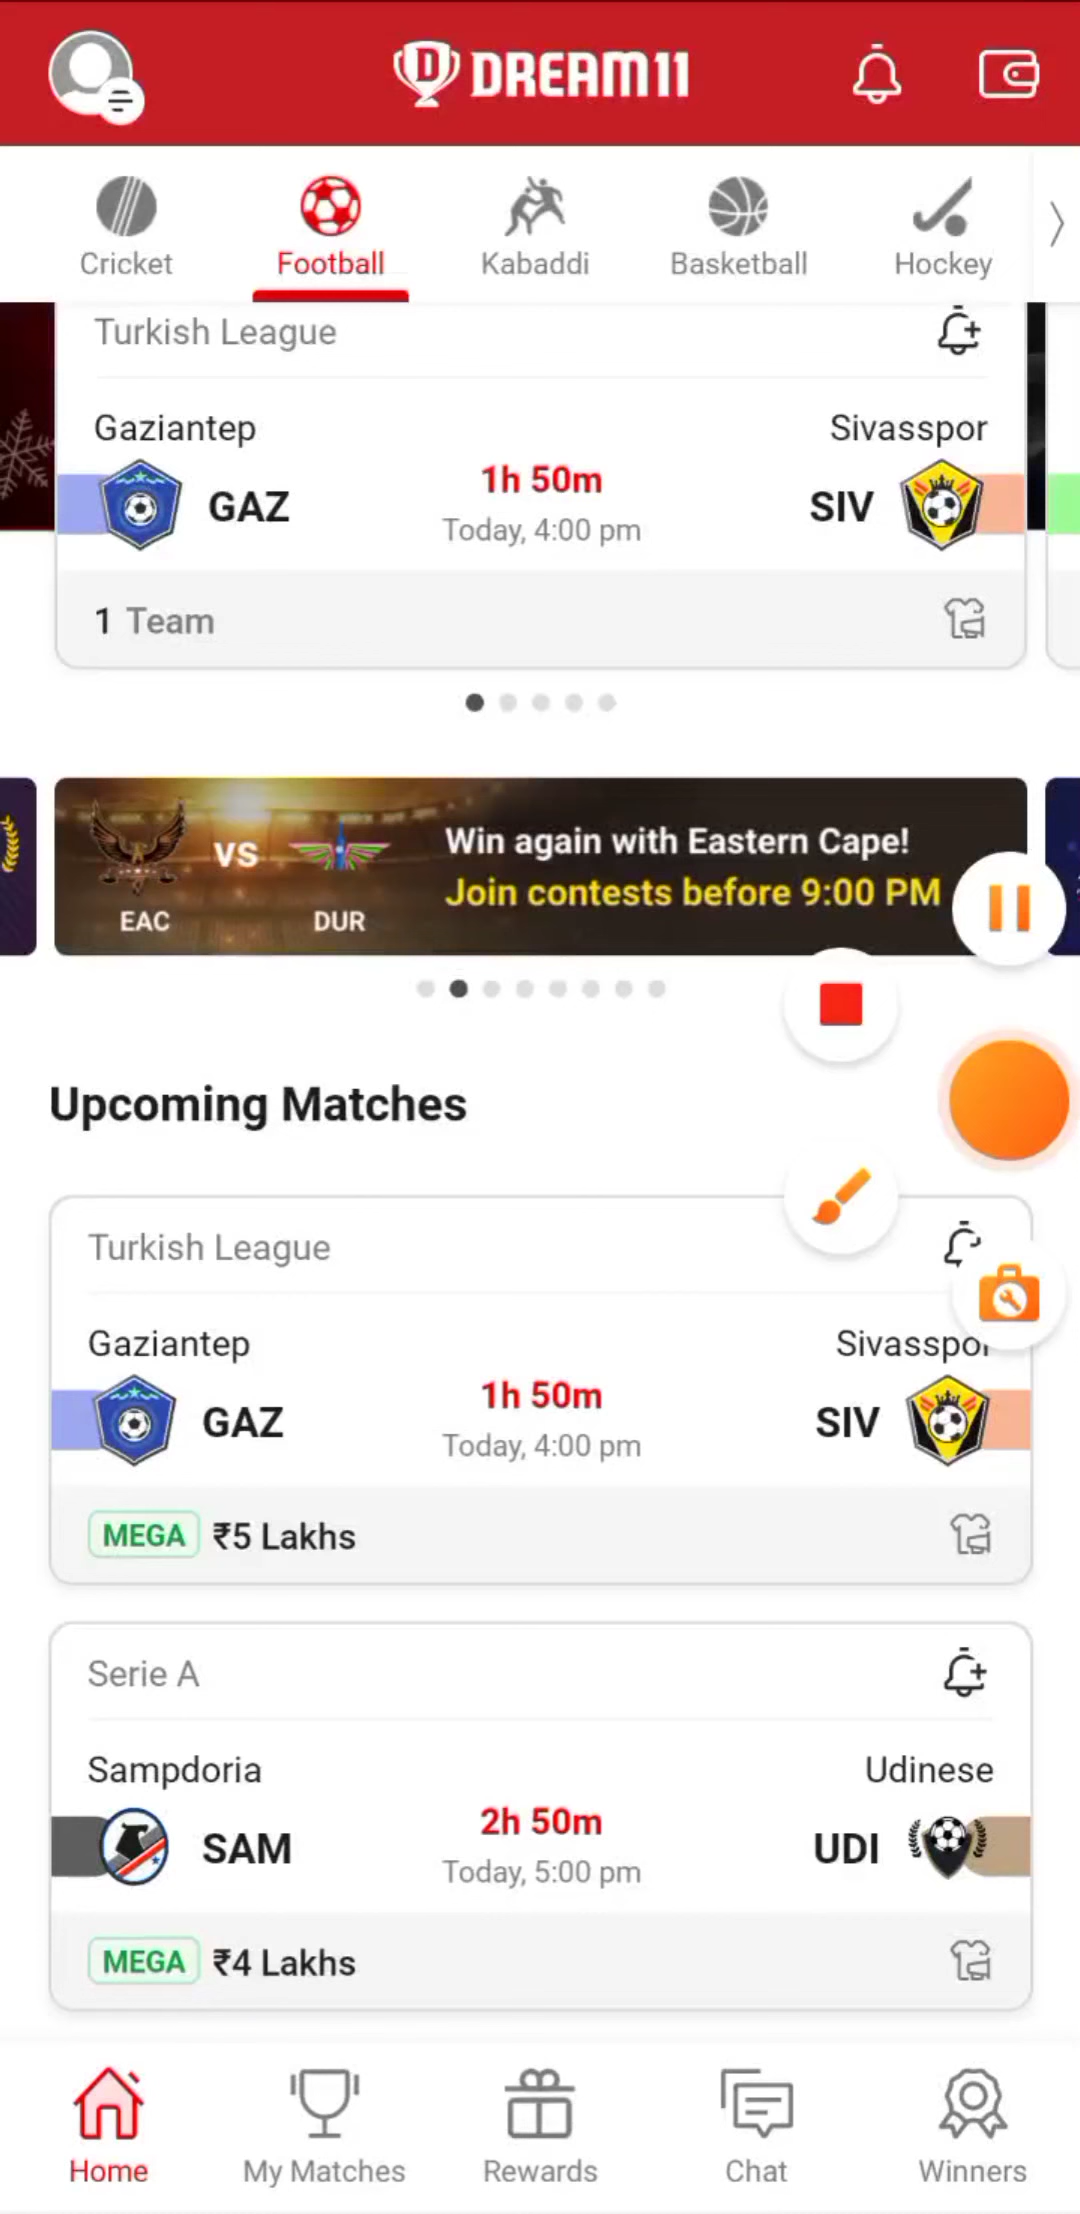 DREAM11
Cricket
Football
Kabaddi
Basketball
Hockey
Turkish League
Gaziantep
Sivasspor
GAZ
1h 50m
SIV
Today, 4:00 pm
1 Team
VS
EAC
DUR
Win again with Eastern Cape!
Join contests before 9:00 PM
Upcoming Matches
Turkish League
Gaziantep
Sivasspor
GAZ
1h 50m
SIV
Today, 4:00 pm
MEGA ₹5 Lakhs
Serie A
Sampdoria
Udinese
SAM
2h 50m
UDI
Today, 5:00 pm
MEGA ₹4 Lakhs
Home
My Matches
Rewards
Chat
Winners